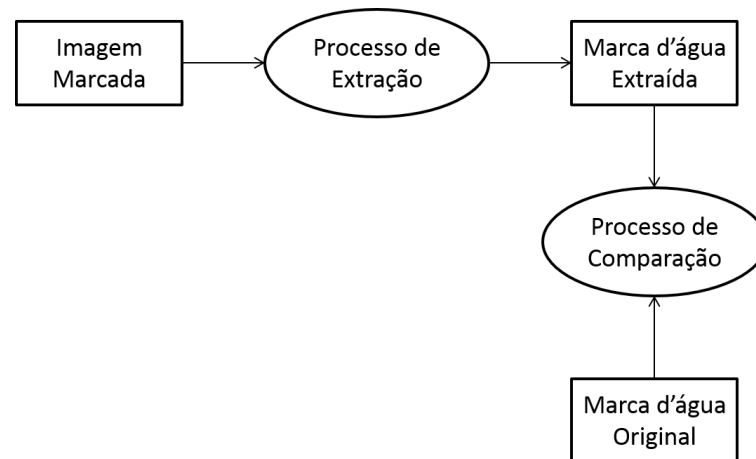 Imagem
Marcada
Processo de
Extração
Marca d’água
Extraída
Processo de
Comparação
Marca d’água
Original